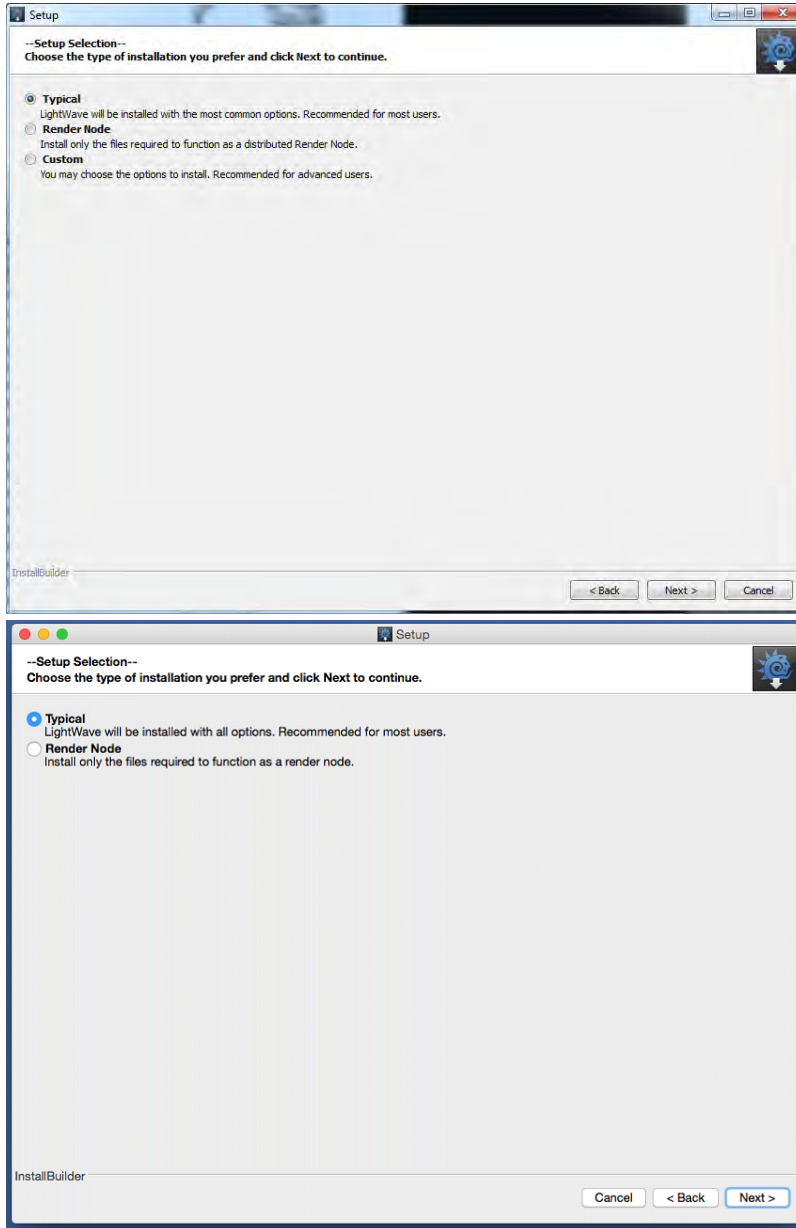 Setup
--Setup Selection--
Choose the type of installation you prefer and click Next to continue.
Typical
LightWave will be installed with the most common options. Recommended for most users.
Render Node
Install only the files required to function as a distributed Render Node.
Custom
You may choose the options to install. Recommended for advanced users.
InstallBuilder
< Back Next > Cancel
Setup
--Setup Selection--
Choose the type of installation you prefer and click Next to continue.
Typical
LightWave will be installed with all options. Recommended for most users.
Render Node
Install only the files required to function as a render node.
InstallBuilder
Cancel < Back Next >